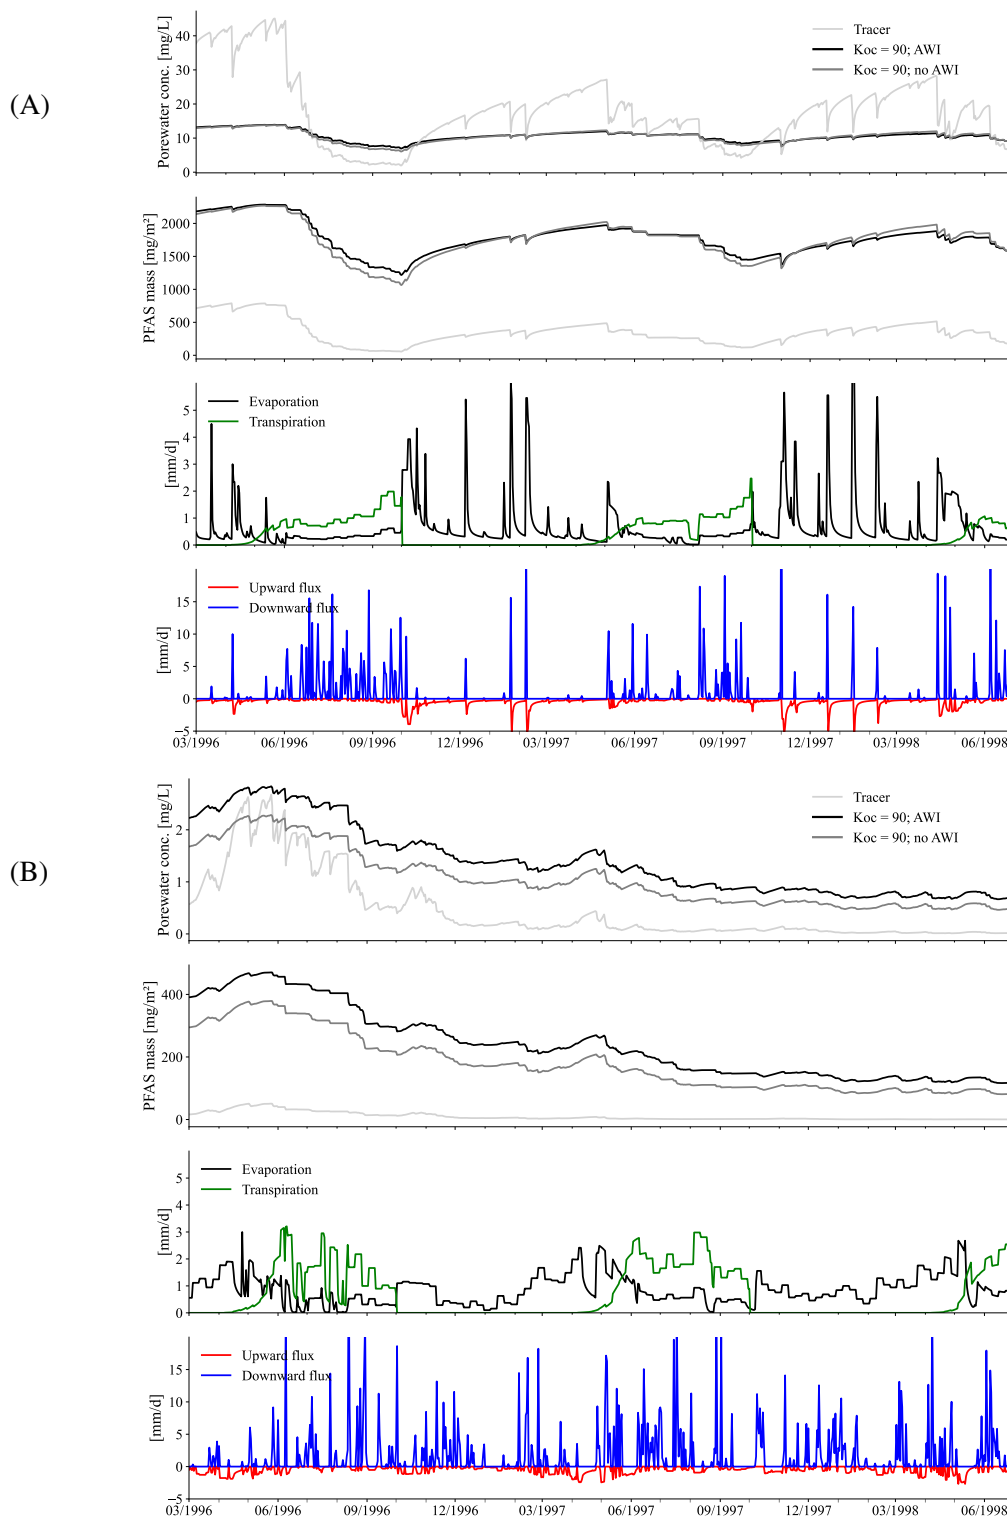 (A)
Porewater conc. [mg/L]
40
30
20
10
0
Tracer
Koc = 90; AWI
Koc = 90; no AWI
PFAS mass [mg/m²]
2000
1500
1000
500
0
[mm/d]
5
4
3
2
1
0
Evaporation
Transpiration
[mm/d]
15
10
5
0
−5
Upward flux
Downward flux
03/1996 06/1996 09/1996 12/1996 03/1997 06/1997 09/1997 12/1997 03/1998 06/1998
(B)
Porewater conc. [mg/L]
2
1
0
Tracer
Koc = 90; AWI
Koc = 90; no AWI
PFAS mass [mg/m²]
400
200
0
[mm/d]
5
4
3
2
1
0
Evaporation
Transpiration
[mm/d]
15
10
5
0
−5
Upward flux
Downward flux
03/1996 06/1996 09/1996 12/1996 03/1997 06/1997 09/1997 12/1997 03/1998 06/1998